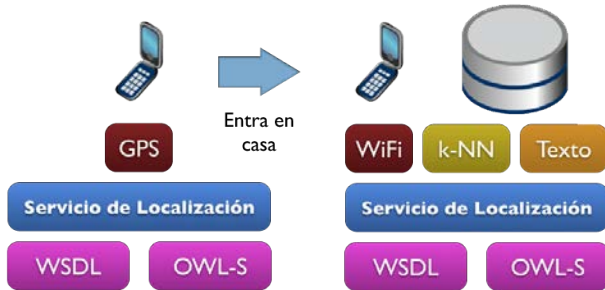 Entra en
casa
GPS
WiFi
k-NN
Texto
Servicio de Localización
Servicio de Localización
WSDL
OWL-S
WSDL
OWL-S